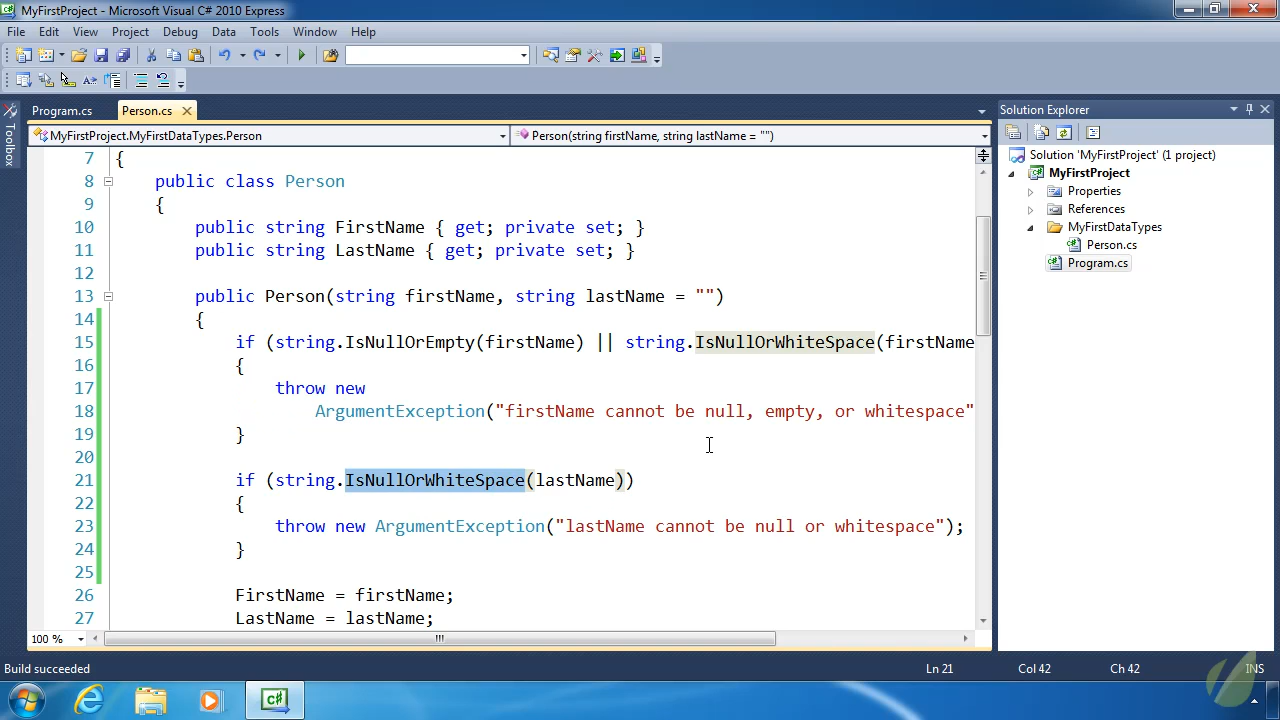 MyFirstProject - Microsoft Visual C# 2010 Express
File Edit View Project Debug Data Tools Window Help
Program.cs Person.cs
Toolbox
MyFirstProject.MyFirstDataTypes.Person
Person(string firstName, string lastName = "")
7 {
8 public class Person
9 {
10 public string FirstName { get; private set; }
11 public string LastName { get; private set; }
12
13 public Person(string firstName, string lastName = "")
14 {
15 if (string.IsNullOrEmpty(firstName) || string.IsNullOrWhiteSpace(firstName
16 {
17 throw new
18 ArgumentException("firstName cannot be null, empty, or whitespace"
19 }
20
21 if (string.IsNullOrWhiteSpace(lastName))
22 {
23 throw new ArgumentException("lastName cannot be null or whitespace");
24 }
25
26 FirstName = firstName;
27 LastName = lastName;
100 %
Solution Explorer
Solution 'MyFirstProject' (1 project)
MyFirstProject
Properties
References
MyFirstDataTypes
Person.cs
Program.cs
Build succeeded
Ln 21 Col 42 Ch 42 INS
C#